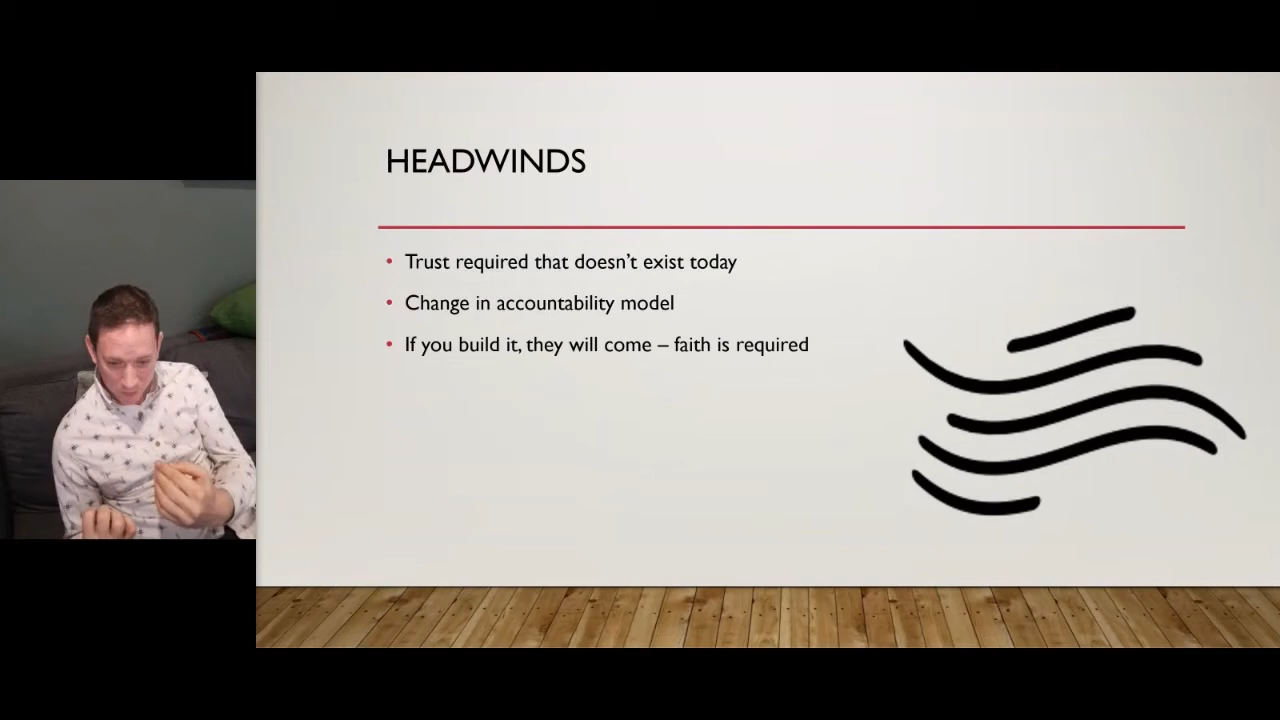 HEADWINDS
• Trust required that doesn’t exist today
• Change in accountability model
• If you build it, they will come – faith is required